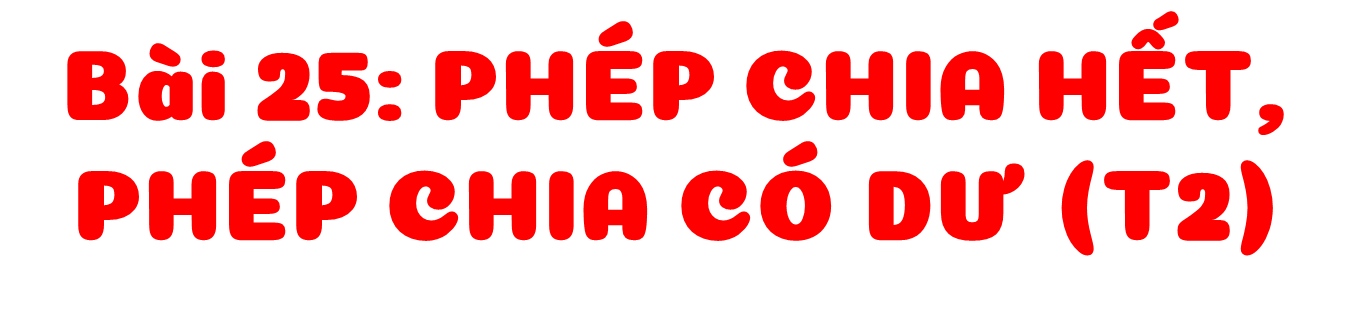 Bài 25: PHÉP CHIA HẾT,
PHÉP CHIA CÓ DƯ (T2)